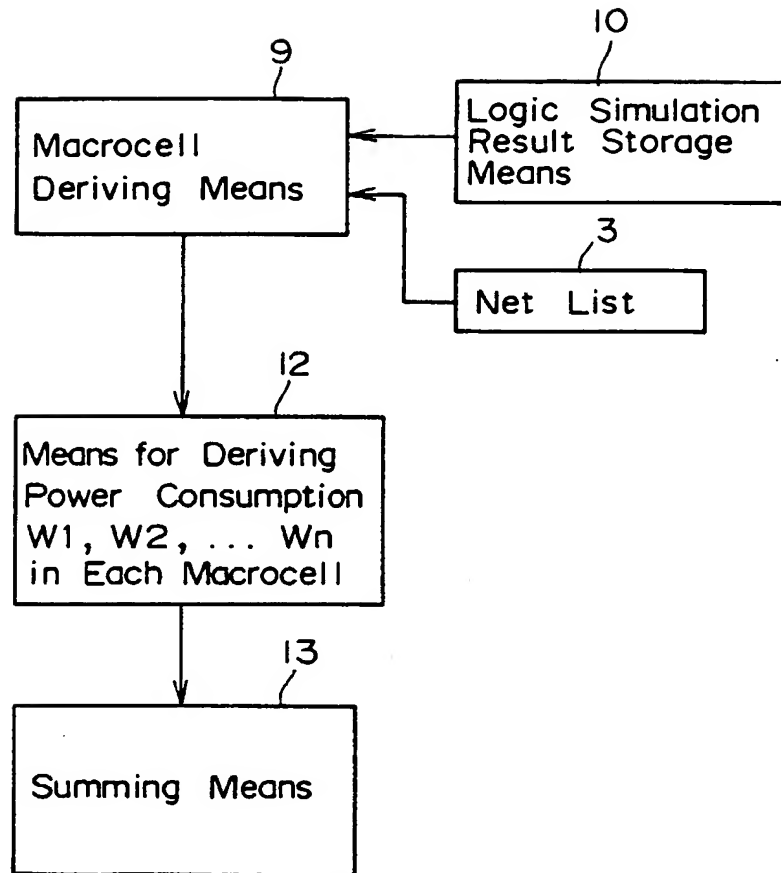 9
10
Macrocell
Deriving Means
Logic Simulation
Result Storage
Means
3
Net List
12
Means for Deriving
Power Consumption
W1, W2, ... Wn
in Each Macrocell
13
Summing Means